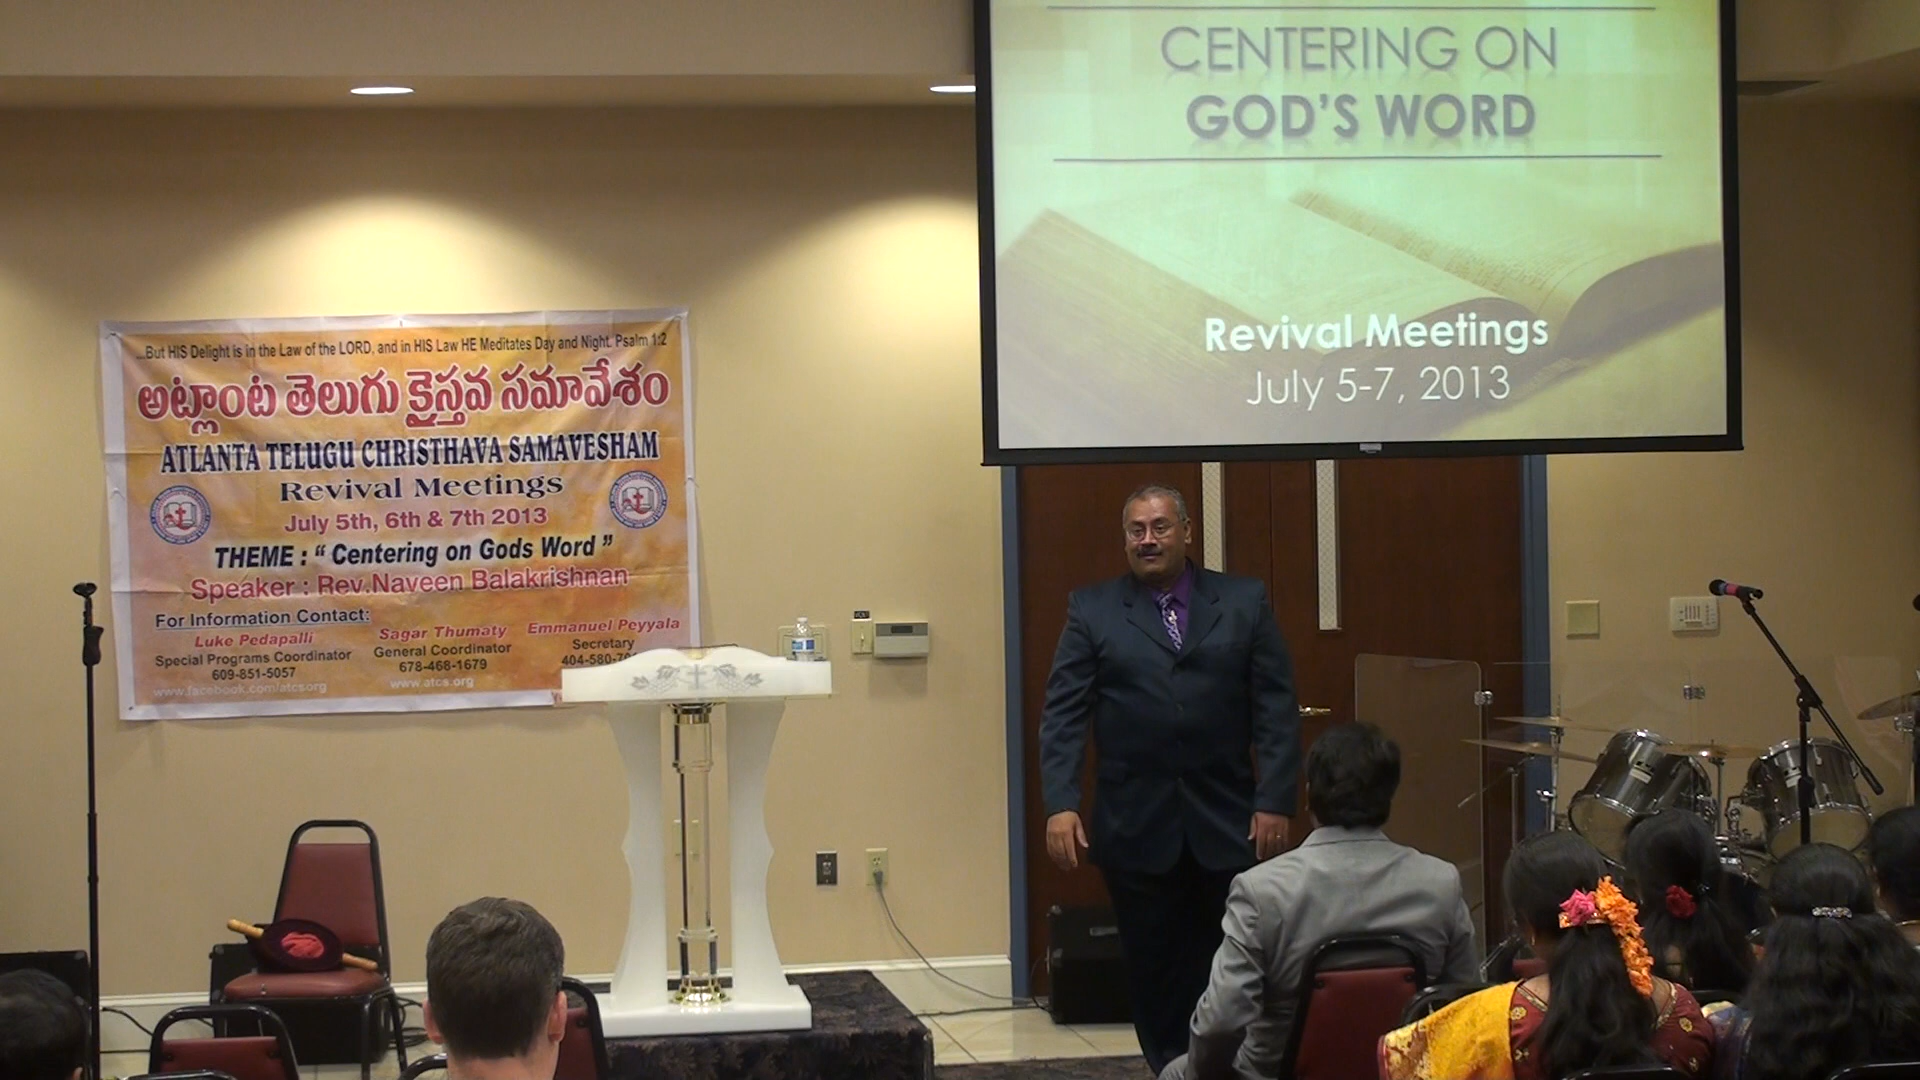 CENTERING ON
GOD'S WORD
Revival Meetings
July 5-7, 2013
...But HIS Delight is in the Law of the LORD, and in HIS Law HE Meditates Day and Night. Psalm 1:2
అట్లాంట తెలుగు క్రైస్తవ సమావేశం
ATLANTA TELUGU CHRISTHAVA SAMAVESHAM
Revival Meetings
July 5th, 6th & 7th 2013
THEME : " Centering on Gods Word "
Speaker : Rev.Naveen Balakrishnan
For Information Contact:
Luke Pedapalli
Special Programs Coordinator
609-851-5057
www.facebook.com/atcsorg
Sagar Thumaty
General Coordinator
678-468-1679
www.atcs.org
Emmanuel Peyyala
Secretary
404-580-